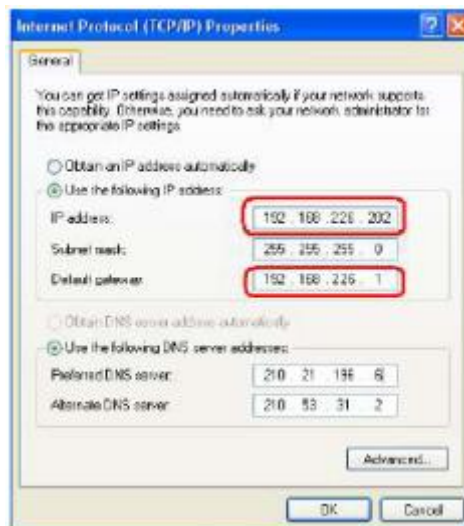 Internet Protocol (TCP/IP) Properties
General
You can get IP settings assigned automatically if your network supports
this capability. Otherwise, you need to ask your network administrator for
the appropriate IP settings.
Obtain an IP address automatically
Use the following IP address:
IP address: 192 . 168 . 226 . 202
Subnet mask: 255 . 255 . 255 . 0
Default gateway: 192 . 168 . 226 . 1
Obtain DNS server address automatically
Use the following DNS server addresses:
Preferred DNS server: 210 . 21 . 196 . 6
Alternate DNS server: 210 . 53 . 31 . 2
Advanced...
OK Cancel